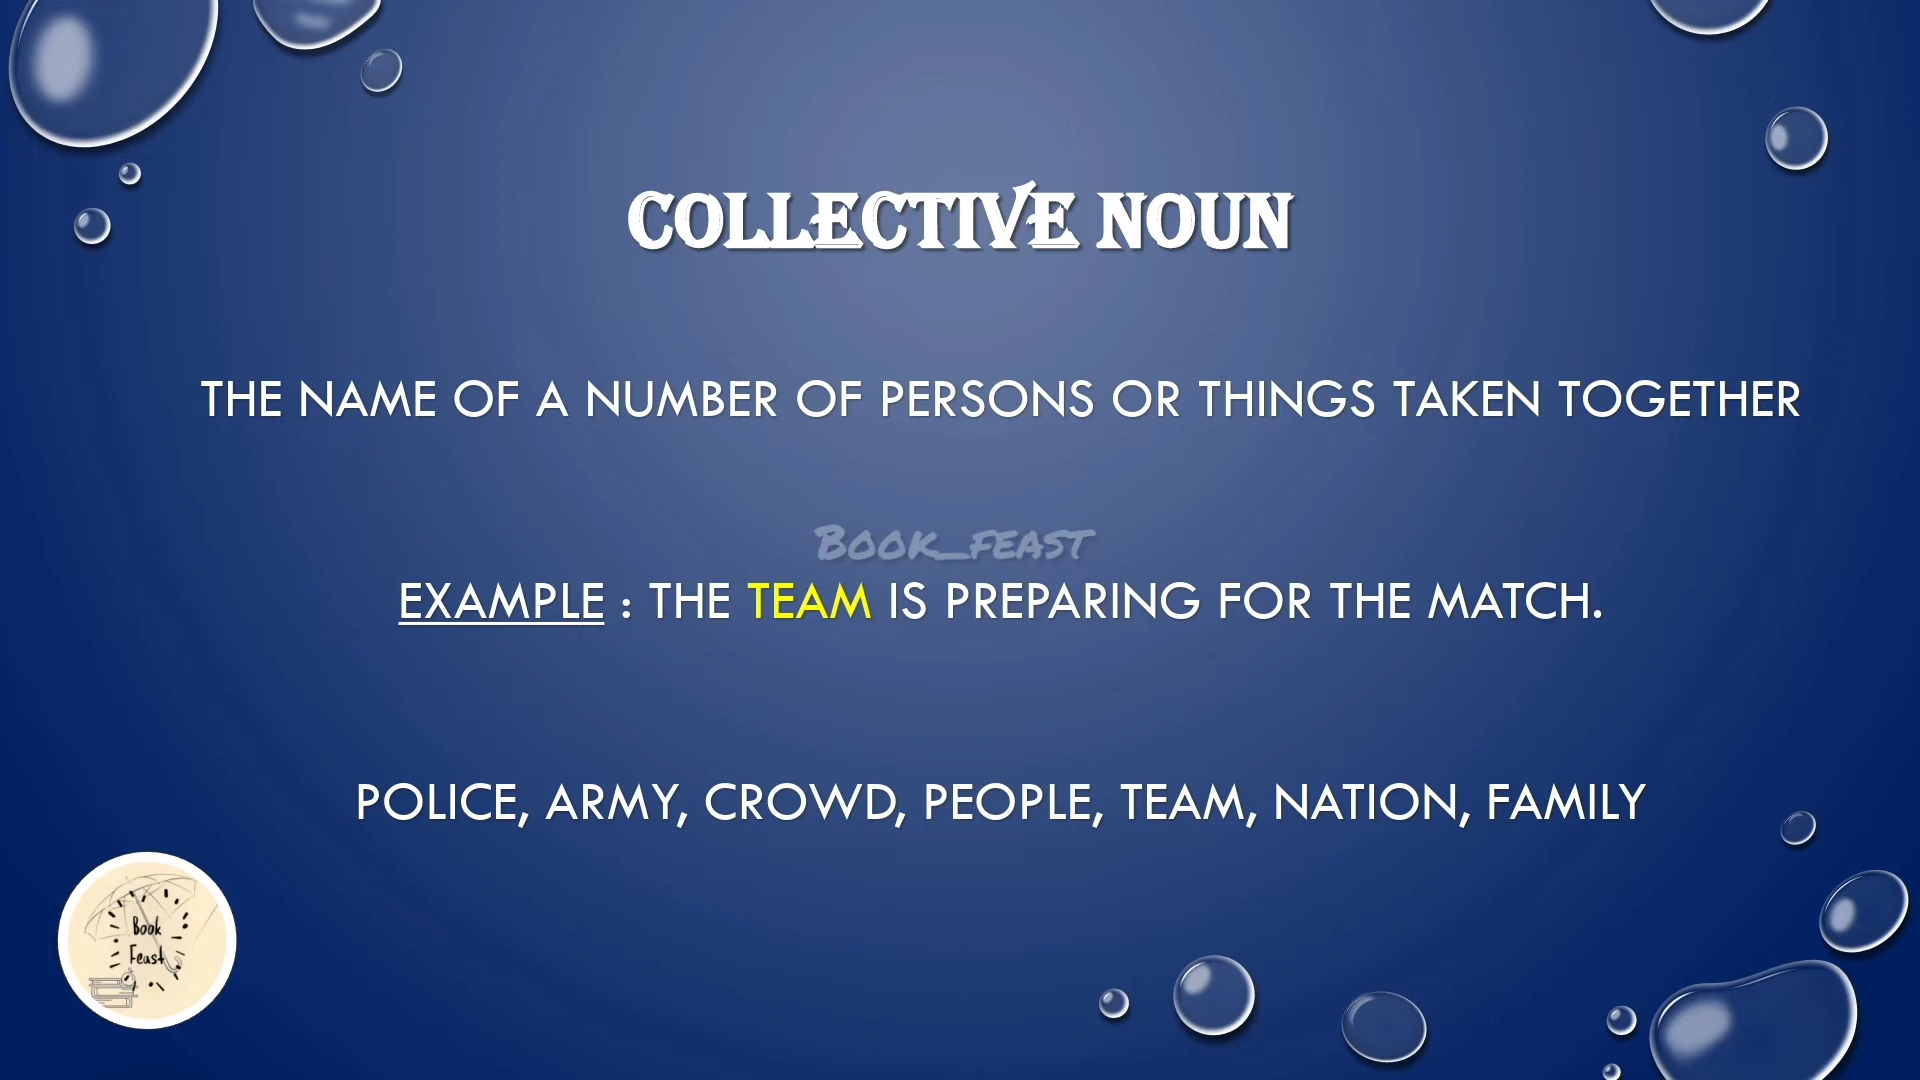 COLLECTIVE NOUN
THE NAME OF A NUMBER OF PERSONS OR THINGS TAKEN TOGETHER
BOOK_FEAST
EXAMPLE : THE TEAM IS PREPARING FOR THE MATCH.
POLICE, ARMY, CROWD, PEOPLE, TEAM, NATION, FAMILY
Book
Feast